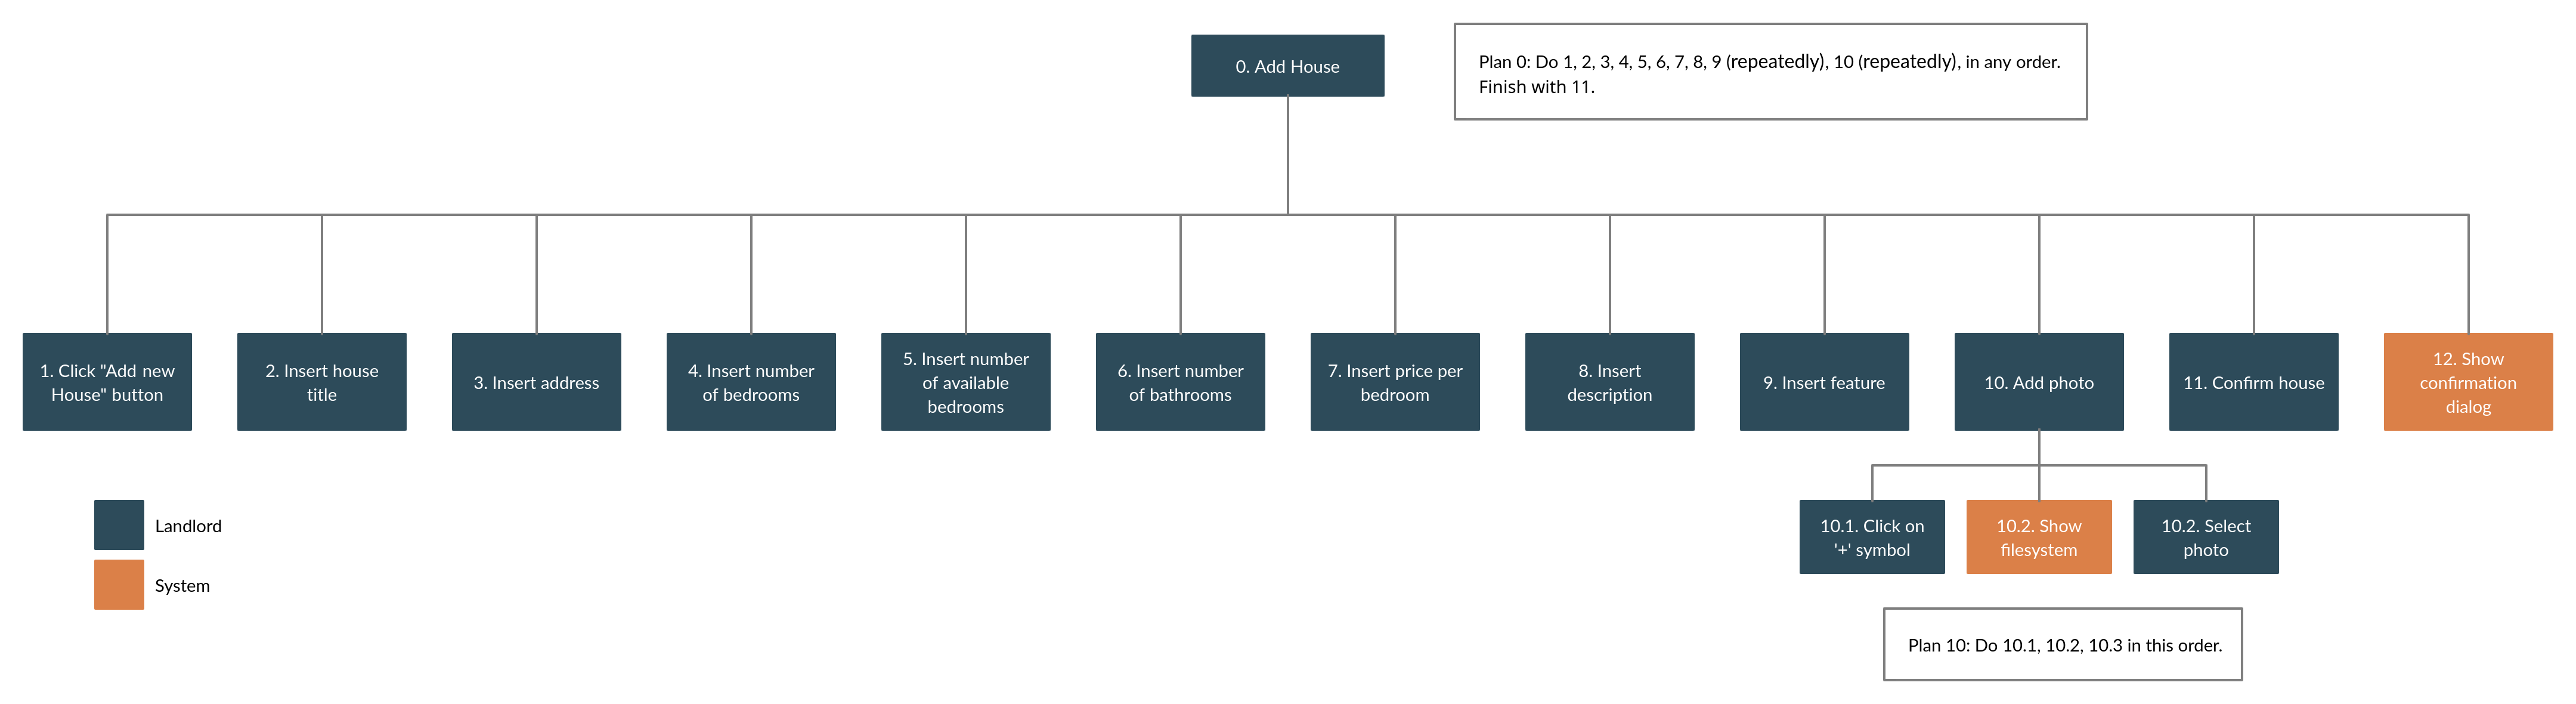 0. Add House
Plan 0: Do 1, 2, 3, 4, 5, 6, 7, 8, 9 (repeatedly), 10 (repeatedly), in any order.
Finish with 11.
1. Click "Add new
House" button
2. Insert house
title
3. Insert address
4. Insert number
of bedrooms
5. Insert number
of available
bedrooms
6. Insert number
of bathrooms
7. Insert price per
bedroom
8. Insert
description
9. Insert feature
10. Add photo
11. Confirm house
12. Show
confirmation
dialog
Landlord
System
10.1. Click on
'+' symbol
10.2. Show
filesystem
10.2. Select
photo
Plan 10: Do 10.1, 10.2, 10.3 in this order.